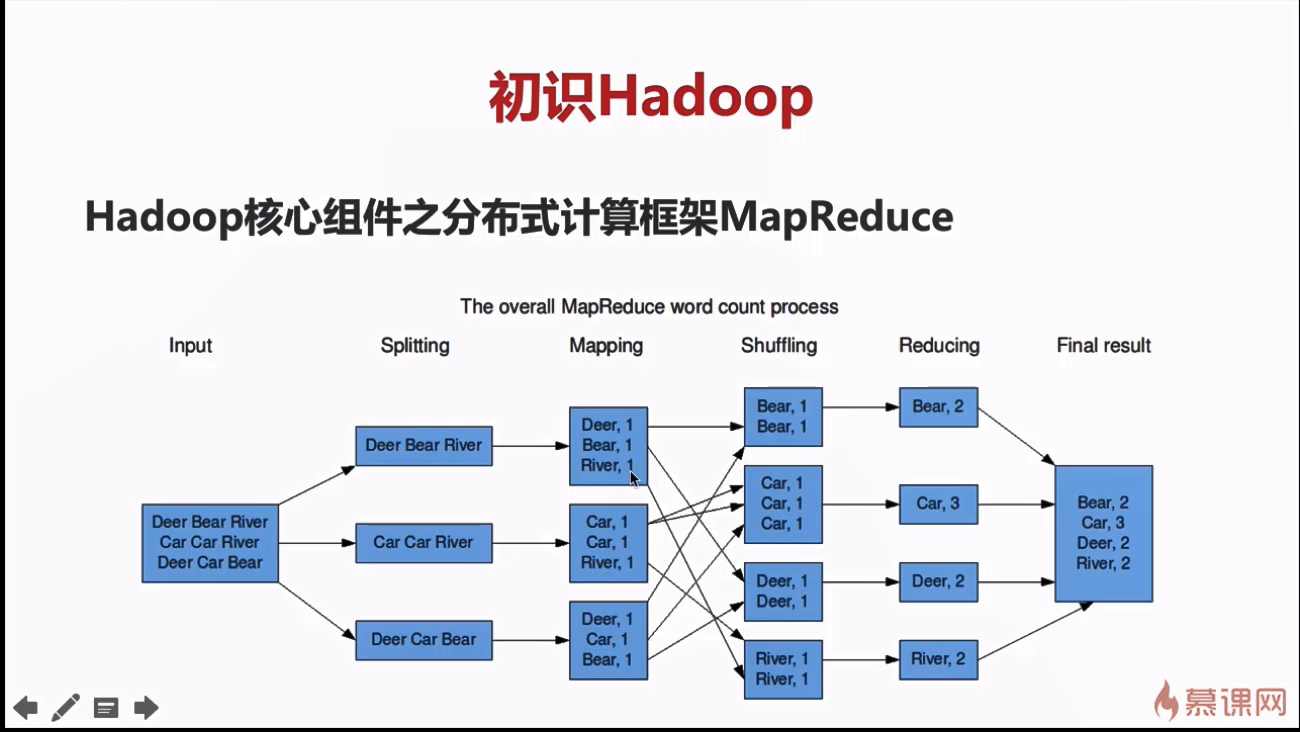 初识Hadoop
Hadoop核心组件之分布式计算框架MapReduce
The overall MapReduce word count process
Input
Splitting
Mapping
Shuffling
Reducing
Final result
Deer Bear River
Car Car River
Deer Car Bear
Deer Bear River
Car Car River
Deer Car Bear
Deer, 1
Bear, 1
River, 1
Car, 1
Car, 1
River, 1
Deer, 1
Car, 1
Bear, 1
Bear, 1
Bear, 1
Car, 1
Car, 1
Car, 1
Deer, 1
Deer, 1
River, 1
River, 1
Bear, 2
Car, 3
Deer, 2
River, 2
Bear, 2
Car, 3
Deer, 2
River, 2
慕课网